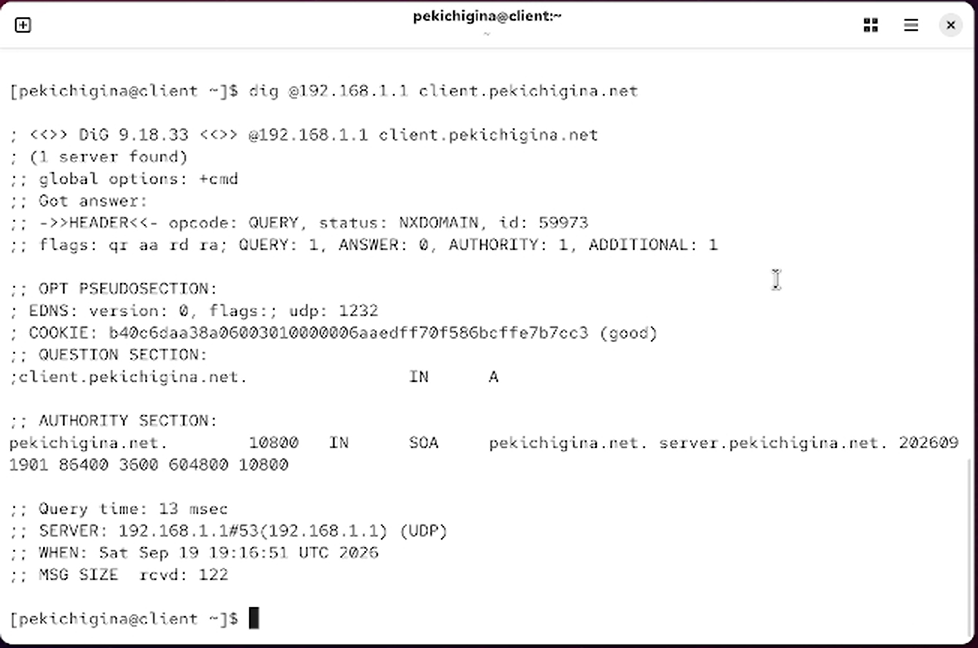 pekichigina@client:~
~
[pekichigina@client ~]$ dig @192.168.1.1 client.pekichigina.net
; <<>> DiG 9.18.33 <<>> @192.168.1.1 client.pekichigina.net
; (1 server found)
;; global options: +cmd
;; Got answer:
;; ->>HEADER<<- opcode: QUERY, status: NXDOMAIN, id: 59973
;; flags: qr aa rd ra; QUERY: 1, ANSWER: 0, AUTHORITY: 1, ADDITIONAL: 1
;; OPT PSEUDOSECTION:
; EDNS: version: 0, flags:; udp: 1232
; COOKIE: b40c6daa38a06003010000006aaedff70f586bcffe7b7cc3 (good)
;; QUESTION SECTION:
;client.pekichigina.net. IN A
;; AUTHORITY SECTION:
pekichigina.net. 10800 IN SOA pekichigina.net. server.pekichigina.net. 202609
1901 86400 3600 604800 10800
;; Query time: 13 msec
;; SERVER: 192.168.1.1#53(192.168.1.1) (UDP)
;; WHEN: Sat Sep 19 19:16:51 UTC 2026
;; MSG SIZE rcvd: 122
[pekichigina@client ~]$